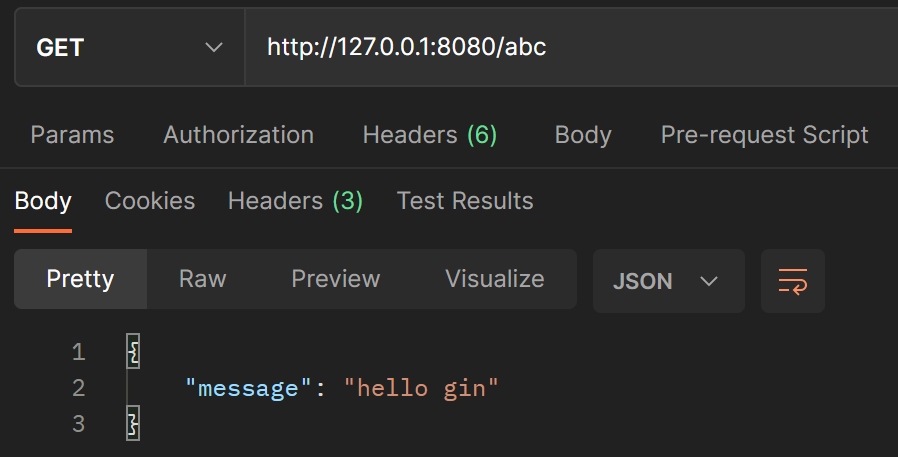 GET http://127.0.0.1:8080/abc
Params Authorization Headers (6) Body Pre-request Script
Body Cookies Headers (3) Test Results
Pretty Raw Preview Visualize JSON
1 {
2 "message": "hello gin"
3 }